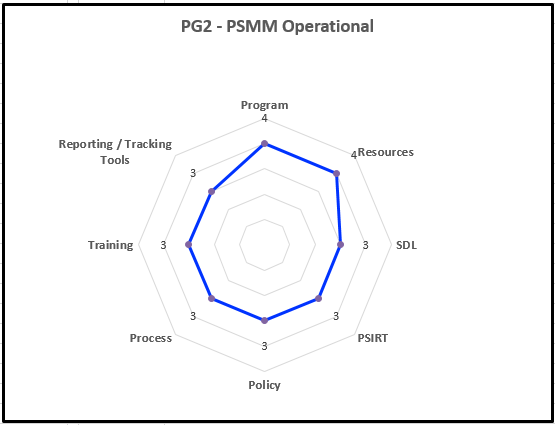 PG2 - PSMM Operational
Program
4
Reporting / Tracking
Tools
Resources
4
3
Training
3
3
SDL
3
3
Process
PSIRT
3
Policy